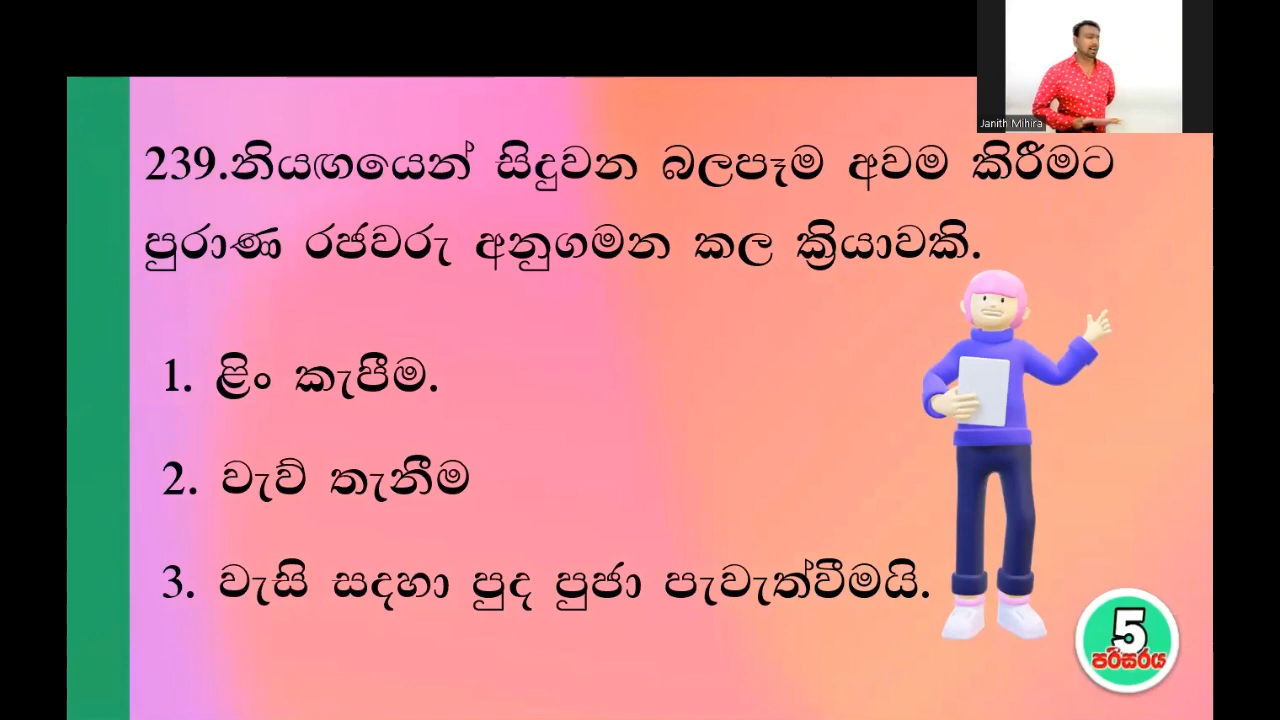 Janith Mihira
239.නියඟයෙන් සිදුවන බලපෑම අවම කිරීමට
පුරාණ රජවරු අනුගමන කල ක්‍රියාවකි.
1. ළිං කැපීම.
2. වැව් තැනීම
3. වැසි සදහා පුද පුජා පැවැත්වීමයි.
5
පරිසරය